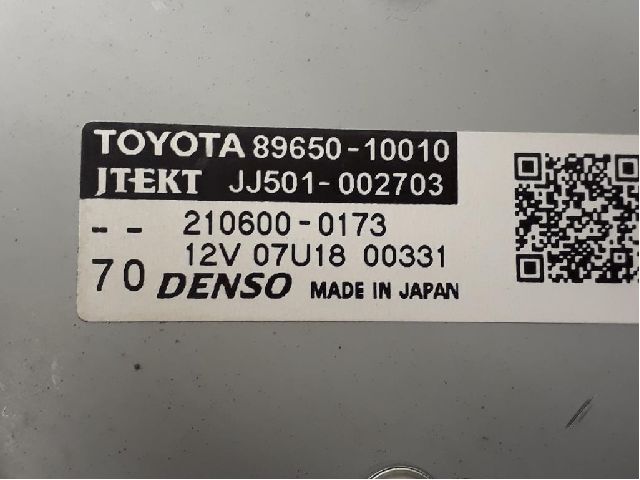 TOYOTA 89650-10010
JTEKT JJ501-002703
-- 210600-0173
12V 07U18 00331
70 DENSO MADE IN JAPAN